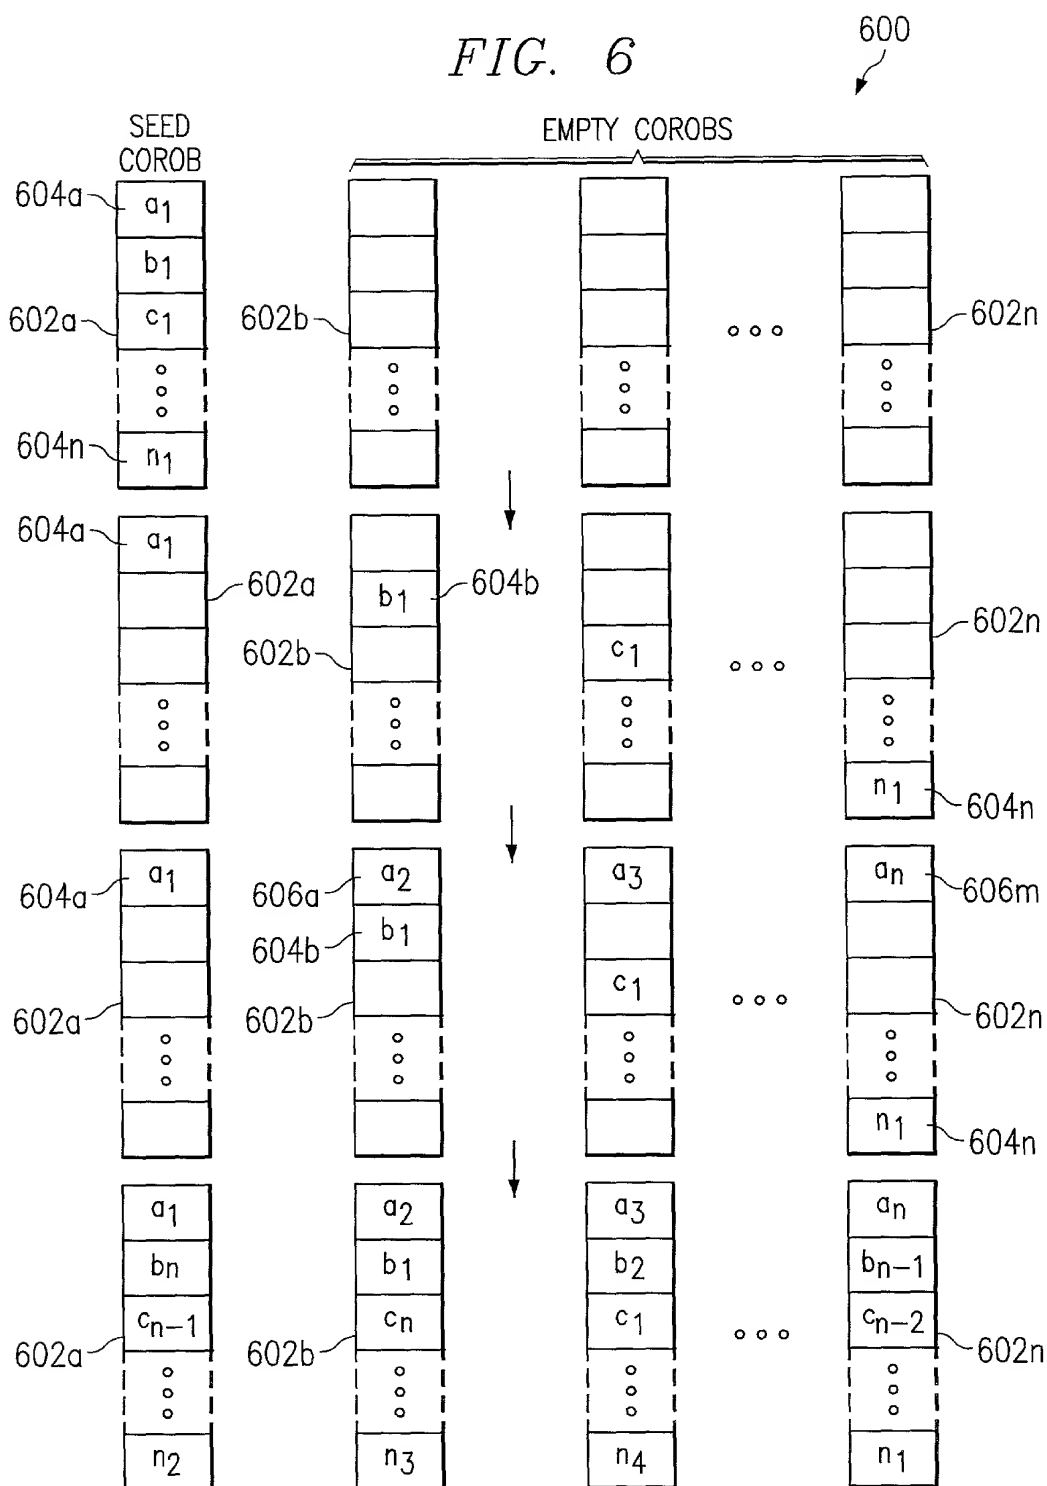 FIG. 6
600
SEED
COROB
EMPTY COROBS
604a
a1
b1
602a
c1
602b
602n
604n
n1
604a
a1
602a
b1
604b
602b
c1
602n
n1
604n
604a
a1
606a
a2
a3
an
606m
604b
b1
602a
602b
c1
602n
n1
604n
a1
a2
a3
an
bn
b1
b2
bn-1
602a
cn-1
602b
cn
c1
cn-2
602n
n2
n3
n4
n1